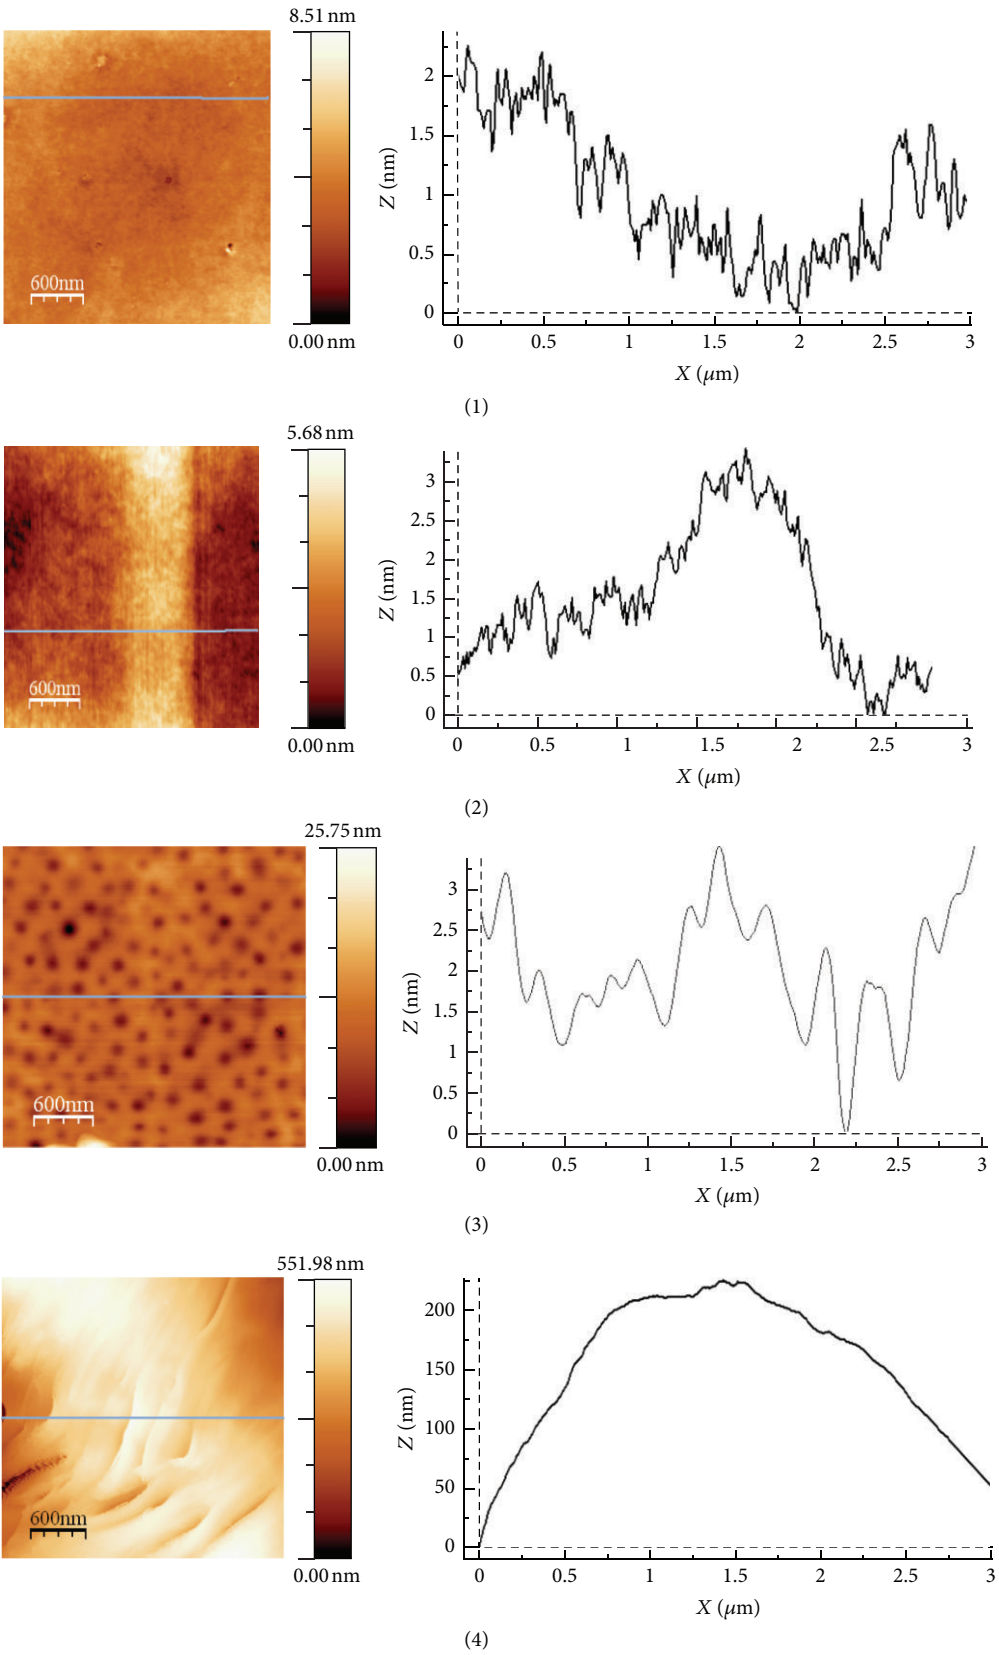 8.51 nm
600nm
0.00 nm
Z (nm)
2
1.5
1
0.5
0
0 0.5 1 1.5 2 2.5 3
X (μm)
(1)
5.68 nm
600nm
0.00 nm
Z (nm)
3
2.5
2
1.5
1
0.5
0
0 0.5 1 1.5 2 2.5 3
X (μm)
(2)
25.75 nm
600nm
0.00 nm
Z (nm)
3
2.5
2
1.5
1
0.5
0
0 0.5 1 1.5 2 2.5 3
X (μm)
(3)
551.98 nm
600nm
0.00 nm
Z (nm)
200
150
100
50
0
0 0.5 1 1.5 2 2.5 3
X (μm)
(4)